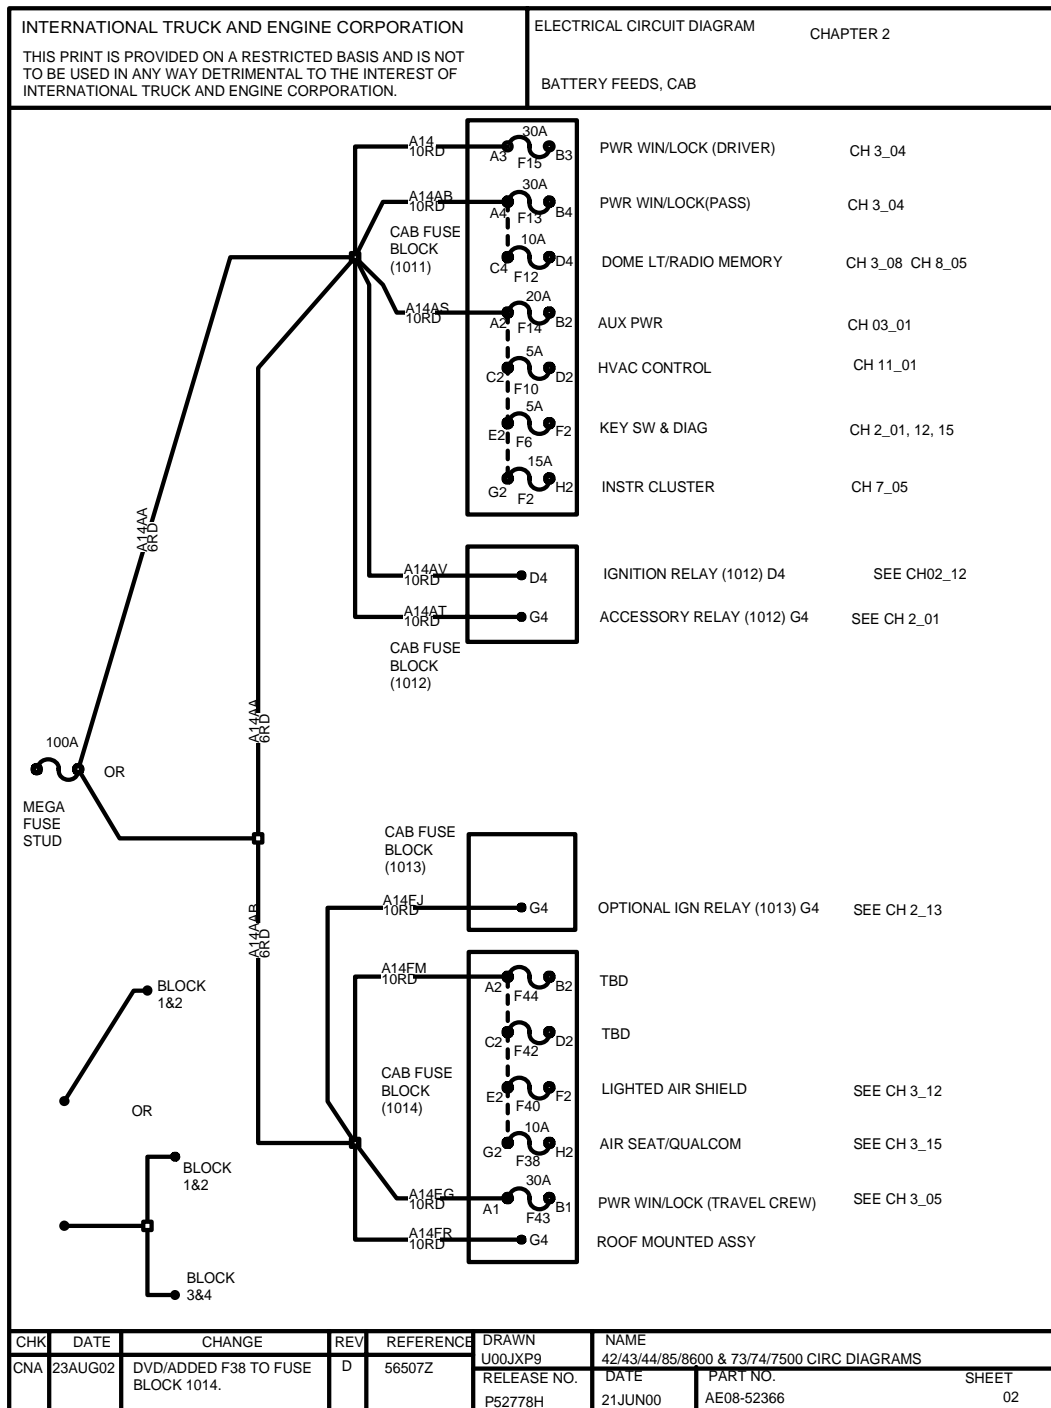 INTERNATIONAL TRUCK AND ENGINE CORPORATION
THIS PRINT IS PROVIDED ON A RESTRICTED BASIS AND IS NOT
TO BE USED IN ANY WAY DETRIMENTAL TO THE INTEREST OF
INTERNATIONAL TRUCK AND ENGINE CORPORATION.
ELECTRICAL CIRCUIT DIAGRAM
CHAPTER 2
BATTERY FEEDS, CAB
A14
10RD
A3
30A
F15
B3
PWR WIN/LOCK (DRIVER)
CH 3_04
A14AB
10RD
A4
30A
F13
B4
PWR WIN/LOCK(PASS)
CH 3_04
CAB FUSE
BLOCK
(1011)
C4
10A
F12
D4
DOME LT/RADIO MEMORY
CH 3_08 CH 8_05
A14AS
10RD
A2
20A
F14
B2
AUX PWR
CH 03_01
C2
5A
F10
D2
HVAC CONTROL
CH 11_01
E2
5A
F6
F2
KEY SW & DIAG
CH 2_01, 12, 15
G2
15A
F2
H2
INSTR CLUSTER
CH 7_05
A14AA
6RD
A14AV
10RD
D4
IGNITION RELAY (1012) D4
SEE CH02_12
A14AT
10RD
G4
ACCESSORY RELAY (1012) G4
SEE CH 2_01
CAB FUSE
BLOCK
(1012)
A14AA
6RD
100A
OR
MEGA
FUSE
STUD
CAB FUSE
BLOCK
(1013)
A14FJ
10RD
G4
OPTIONAL IGN RELAY (1013) G4
SEE CH 2_13
A14AAB
6RD
A14FM
10RD
A2
F44
B2
TBD
C2
F42
D2
TBD
CAB FUSE
BLOCK
(1014)
E2
F40
F2
LIGHTED AIR SHIELD
SEE CH 3_12
G2
10A
F38
H2
AIR SEAT/QUALCOM
SEE CH 3_15
A14FG
10RD
A1
30A
F43
B1
PWR WIN/LOCK (TRAVEL CREW)
SEE CH 3_05
A14FR
10RD
G4
ROOF MOUNTED ASSY
BLOCK
1&2
OR
BLOCK
1&2
BLOCK
3&4
CHK DATE CHANGE REV REFERENCE
CNA 23AUG02 DVD/ADDED F38 TO FUSE
BLOCK 1014.
D 56507Z
DRAWN
U00JXP9
NAME
42/43/44/85/8600 & 73/74/7500 CIRC DIAGRAMS
RELEASE NO.
P52778H
DATE
21JUN00
PART NO.
AE08-52366
SHEET
02